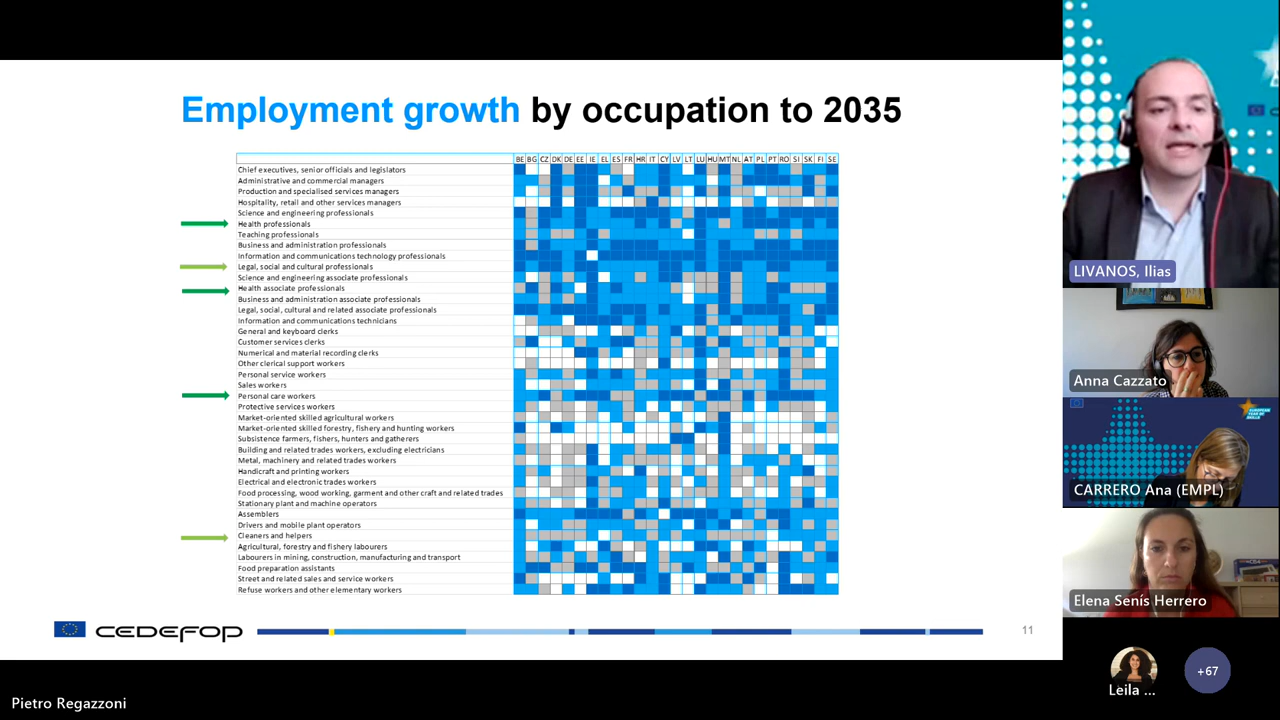 Employment growth by occupation to 2035
BE BG CZ DK DE EE IE EL ES FR HR IT CY LV LT LU HU MT NL AT PL PT RO SI SK FI SE
Chief executives, senior officials and legislators
Administrative and commercial managers
Production and specialised services managers
Hospitality, retail and other services managers
Science and engineering professionals
Health professionals
Teaching professionals
Business and administration professionals
Information and communications technology professionals
Legal, social and cultural professionals
Science and engineering associate professionals
Health associate professionals
Business and administration associate professionals
Legal, social, cultural and related associate professionals
Information and communications technicians
General and keyboard clerks
Customer services clerks
Numerical and material recording clerks
Other clerical support workers
Personal service workers
Sales workers
Personal care workers
Protective services workers
Market-oriented skilled agricultural workers
Market-oriented skilled forestry, fishery and hunting workers
Subsistence farmers, fishers, hunters and gatherers
Building and related trades workers, excluding electricians
Metal, machinery and related trades workers
Handicraft and printing workers
Electrical and electronic trades workers
Food processing, wood working, garment and other craft and related trades
Stationary plant and machine operators
Assemblers
Drivers and mobile plant operators
Cleaners and helpers
Agricultural, forestry and fishery labourers
Labourers in mining, construction, manufacturing and transport
Food preparation assistants
Street and related sales and service workers
Refuse workers and other elementary workers
CEDEFOP
11
LIVANOS, Ilias
Anna Cazzato
EUROPEAN
YEAR OF
SKILLS
CARRERO Ana (EMPL)
Elena Senís Herrero
Leila ...
+67
Pietro Regazzoni